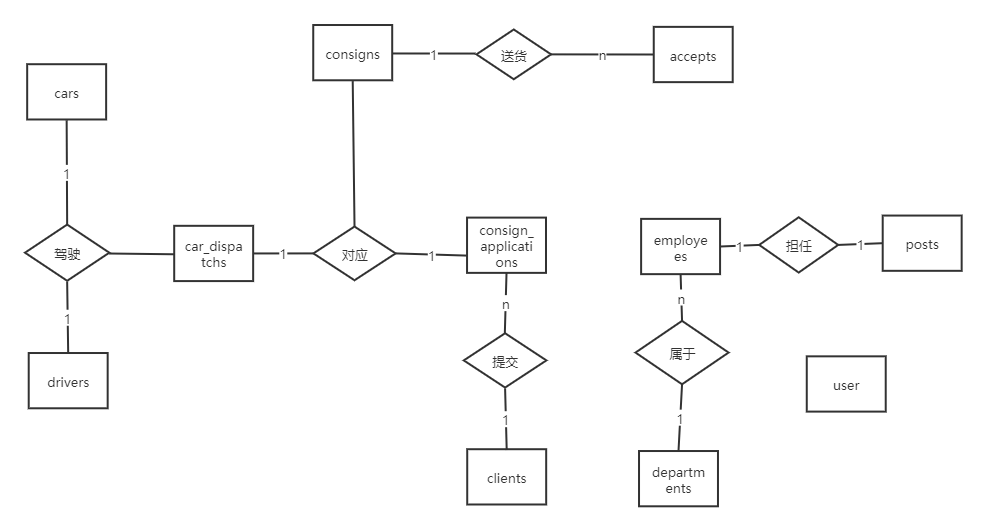 consigns
1
送货
n
accepts
cars
1
驾驶
car_dispa
tchs
1
对应
1
consign_
applicati
ons
employe
es
1
担任
1
posts
1
n
n
drivers
提交
属于
user
1
1
clients
departm
ents